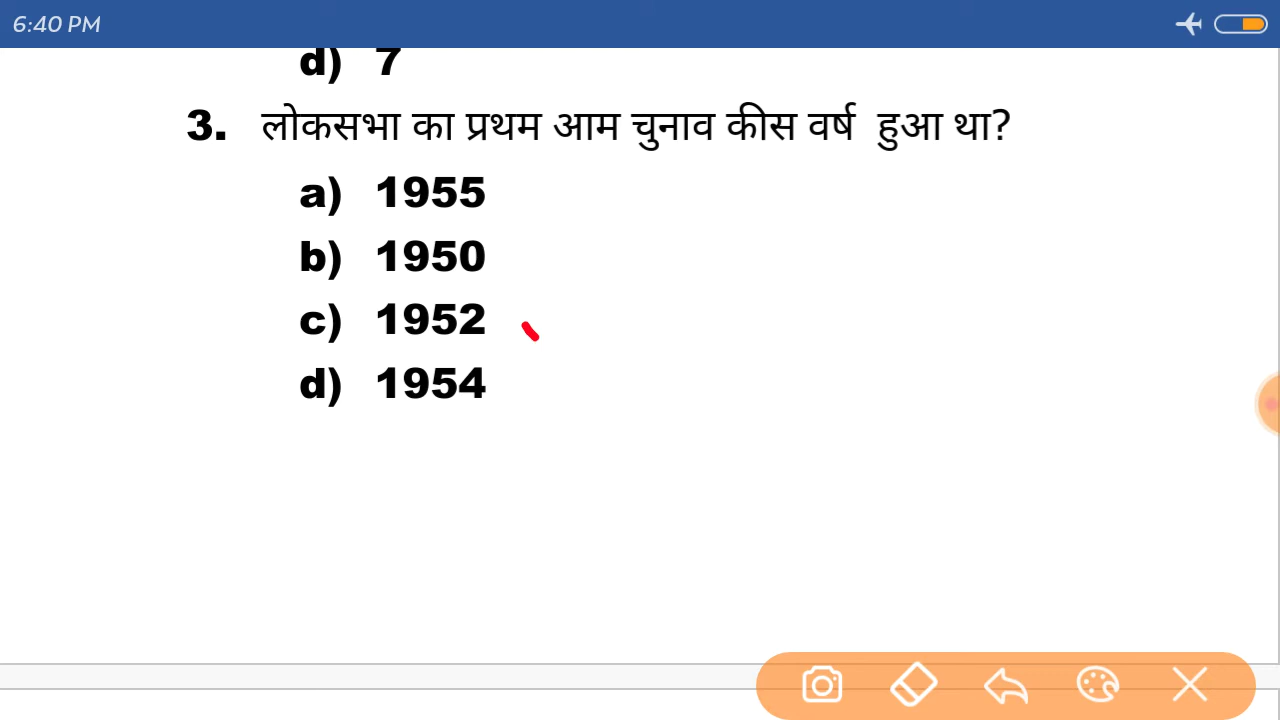 6:40 PM
d) 7
3. लोकसभा का प्रथम आम चुनाव कीस वर्ष हुआ था?
a) 1955
b) 1950
c) 1952
d) 1954